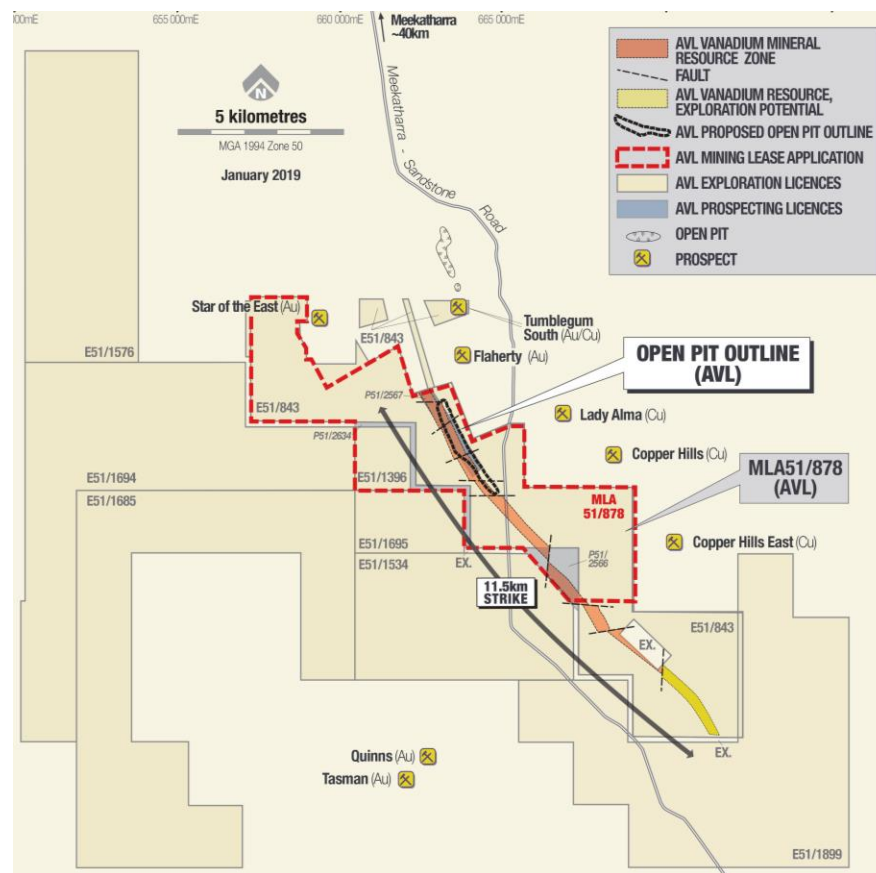 000mE
655 000mE
660 000mE
665 000mE
Meekatharra
~40km
N
5 kilometres
MGA 1994 Zone 50
January 2019
Meekatharra - Sandstone Road
AVL VANADIUM MINERAL
RESOURCE ZONE
FAULT
AVL VANADIUM RESOURCE,
EXPLORATION POTENTIAL
AVL PROPOSED OPEN PIT OUTLINE
AVL MINING LEASE APPLICATION
AVL EXPLORATION LICENCES
AVL PROSPECTING LICENCES
OPEN PIT
PROSPECT
Star of the East (Au)
Tumblegum
South (Au/Cu)
E51/843
E51/1576
Flaherty (Au)
OPEN PIT OUTLINE
(AVL)
P51/2567
E51/843
Lady Alma (Cu)
P51/2634
Copper Hills (Cu)
E51/1694
E51/1396
MLA51/878
(AVL)
E51/1685
MLA
51/878
Copper Hills East (Cu)
E51/1695
EX.
P51/
2566
E51/1534
11.5km
STRIKE
E51/843
EX.
EX.
Quinns (Au)
Tasman (Au)
E51/1899